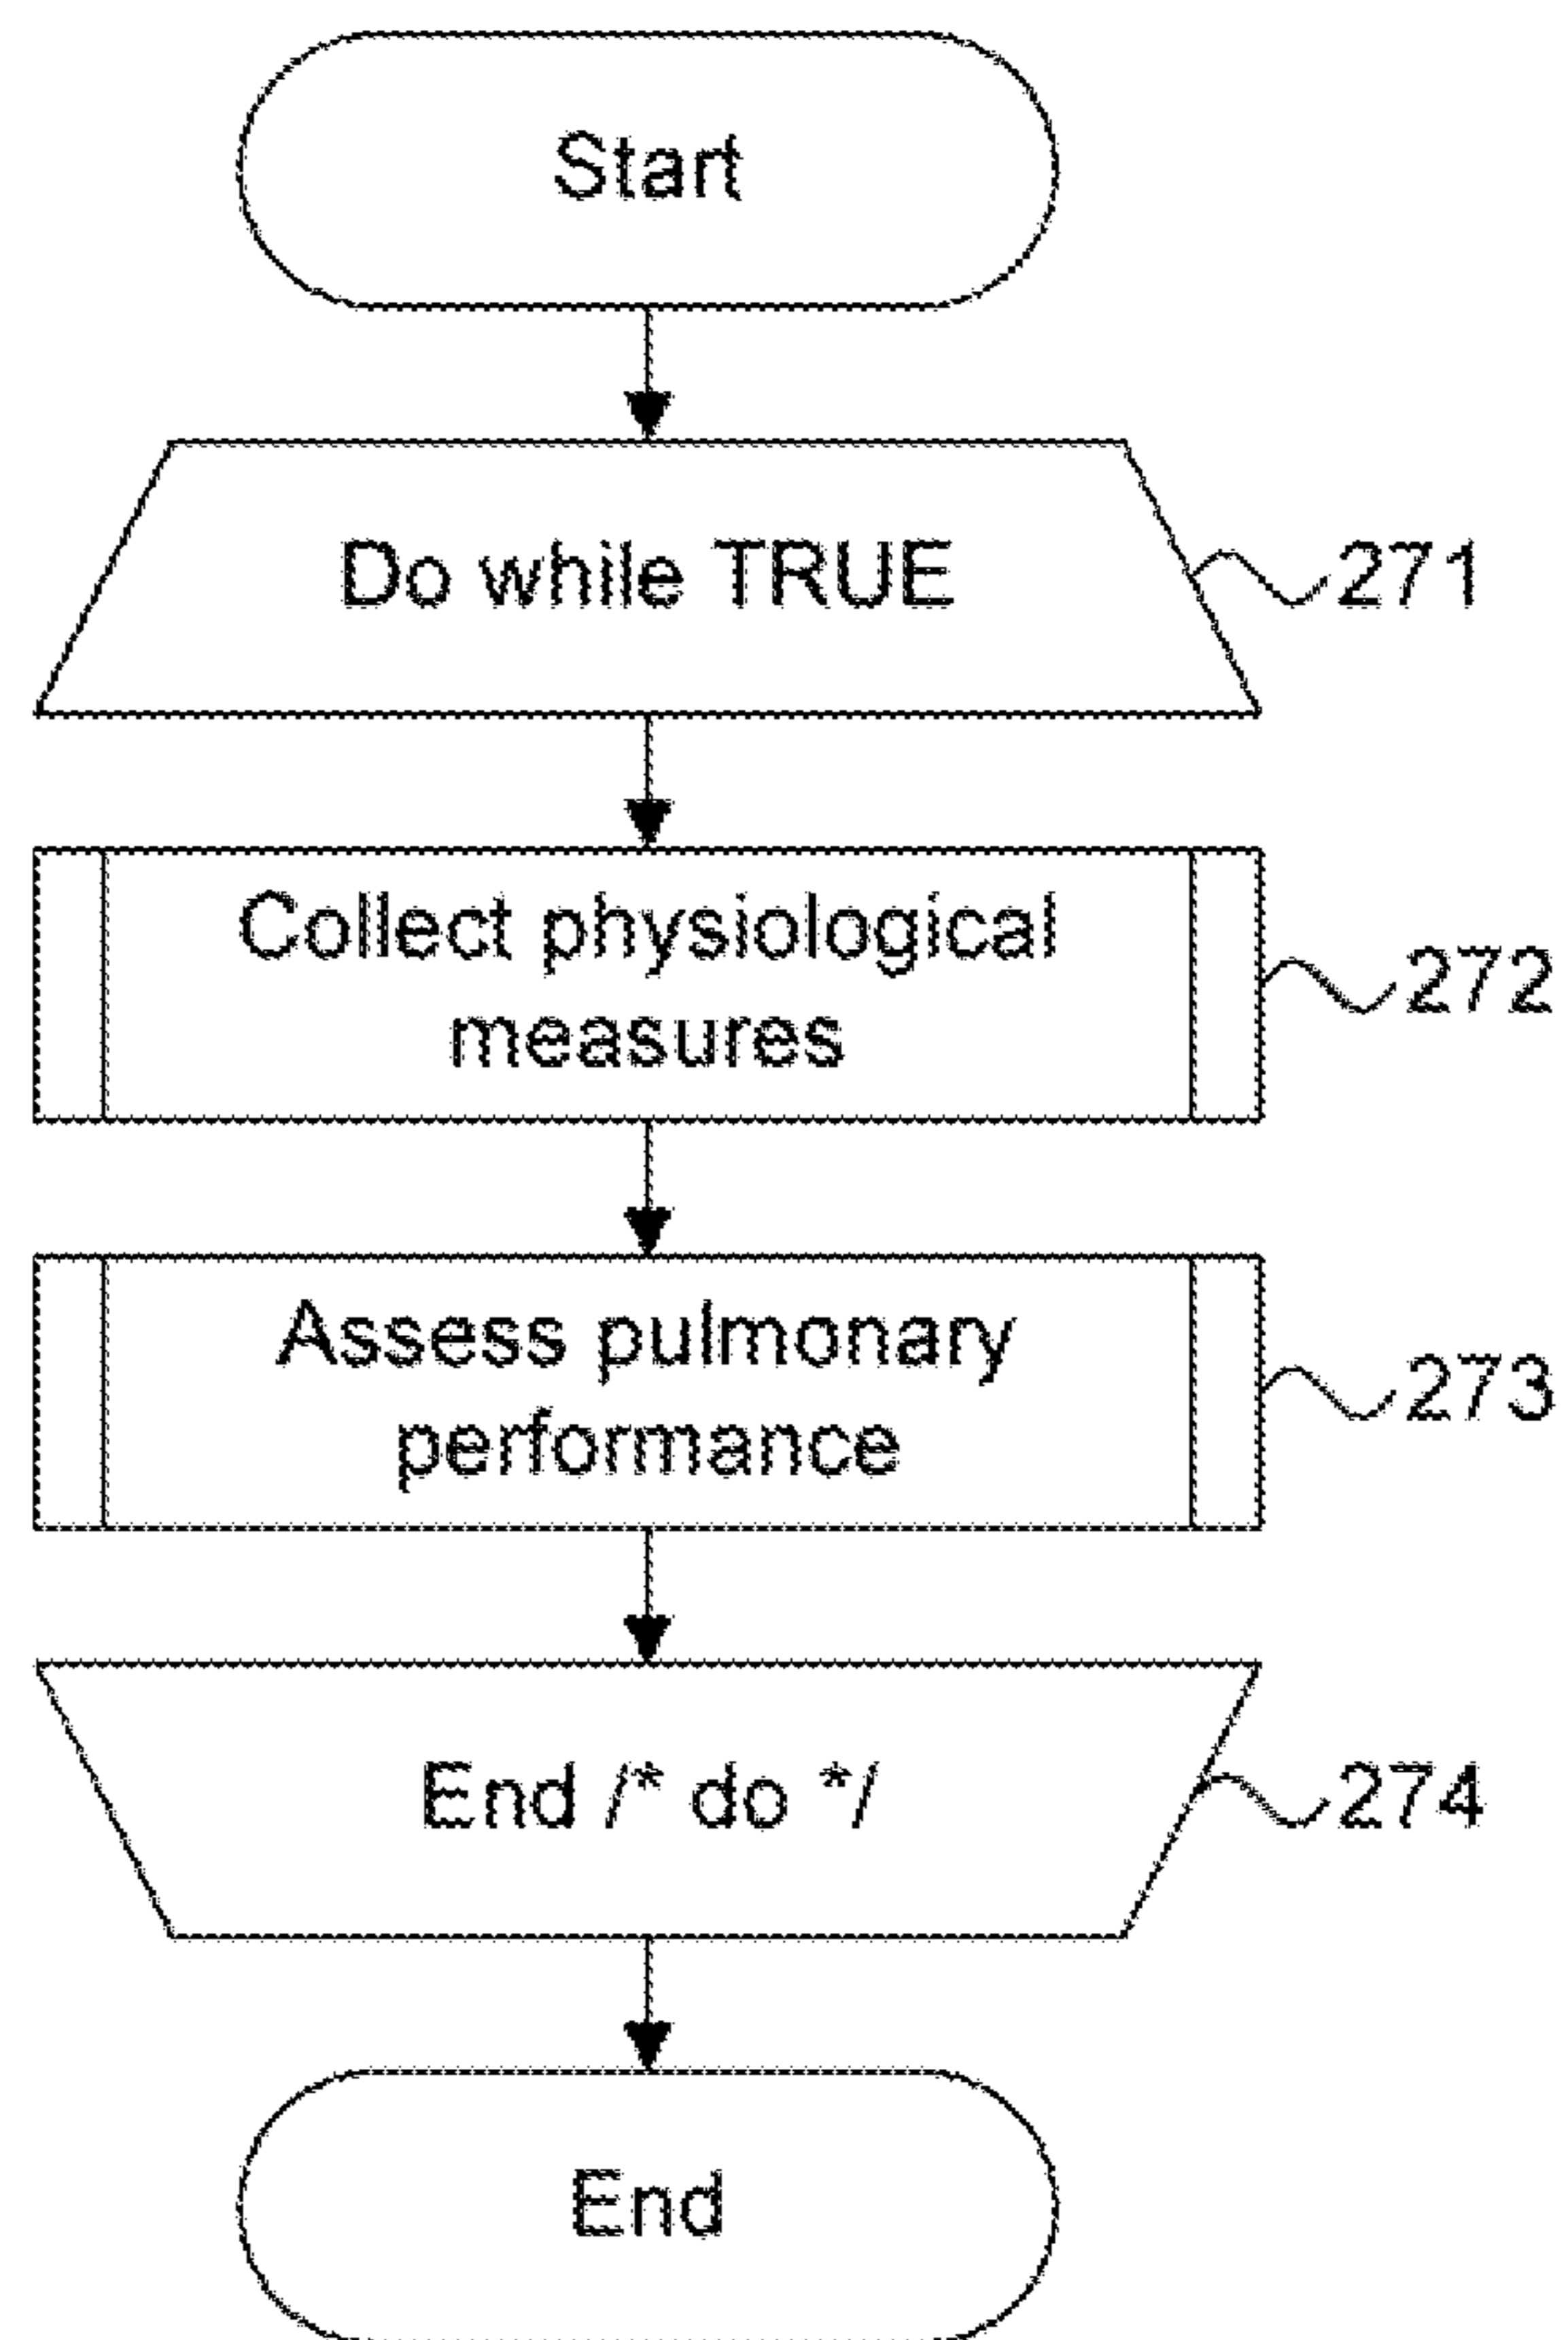 Start
Do while TRUE
271
Collect physiological
measures
272
Assess pulmonary
performance
273
End /* do */
274
End